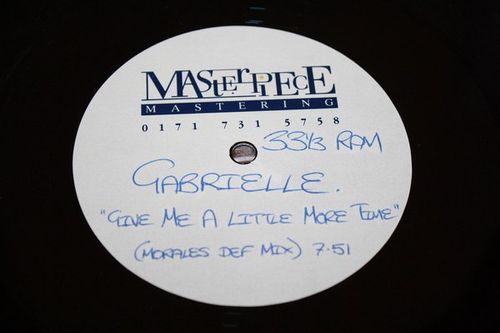 MASTERPIECE
MASTERING
0171 731 5758
33⅓ RPM
GABRIELLE.
"GIVE ME A LITTLE MORE TIME"
(MORALES DEF MIX) 7.51